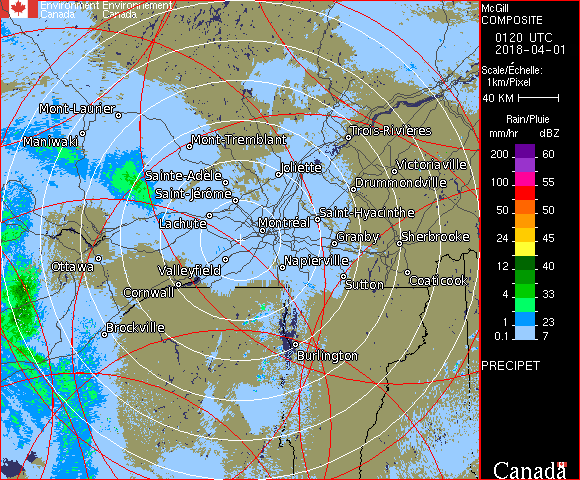 Environment Environnement
Canada Canada
McGill
COMPOSITE
0120 UTC
2018-04-01
Scale/Échelle:
1km/Pixel
40 KM
Rain/Pluie
mm/hr dBZ
200 60
100 55
50 50
24 45
12 40
4 33
1 23
0.1 7
PRECIPET
Canada
Mont-Laurier
Maniwaki
Mont-Tremblant
Trois-Rivières
Joliette
Victoriaville
Sainte-Adèle
Drummondville
Saint-Jérôme
Saint-Hyacinthe
Lachute
Montréal
Granby
Sherbrooke
Ottawa
Valleyfield
Napierville
Sutton
Coaticook
Cornwall
Brockville
Burlington